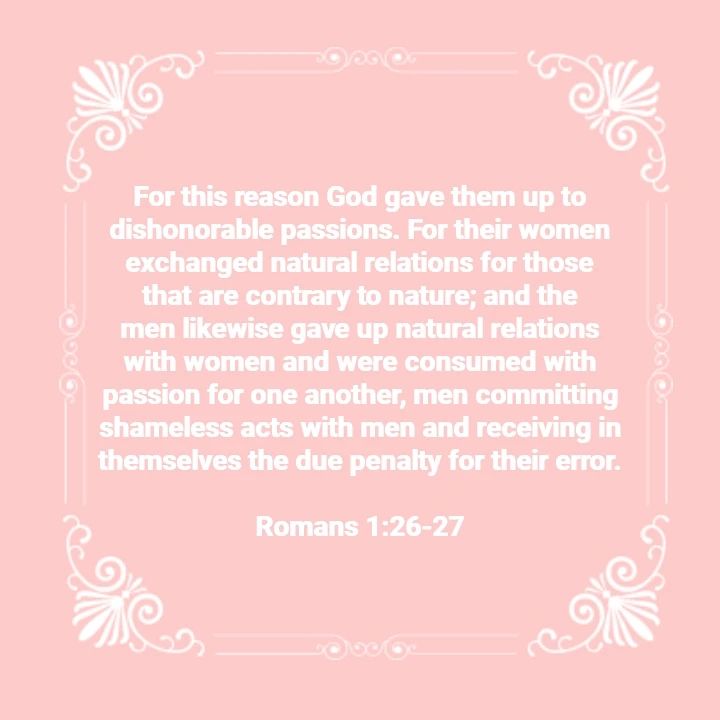 For this reason God gave them up to
dishonorable passions. For their women
exchanged natural relations for those
that are contrary to nature; and the
men likewise gave up natural relations
with women and were consumed with
passion for one another, men committing
shameless acts with men and receiving in
themselves the due penalty for their error.
Romans 1:26-27